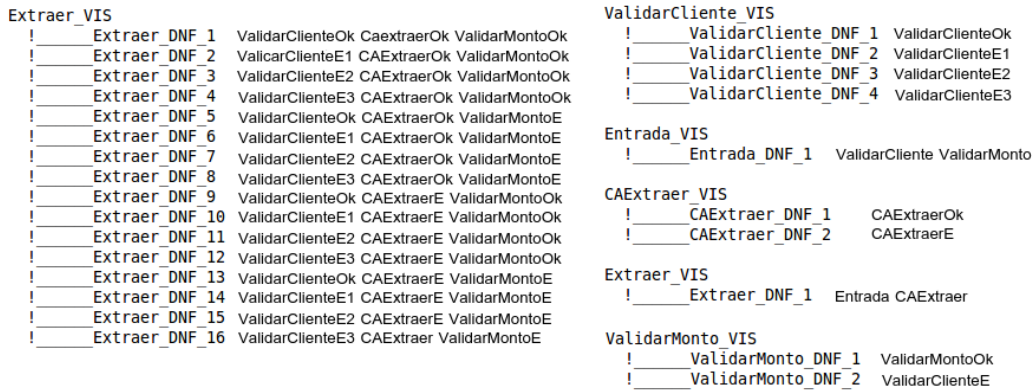 Extraer_VIS
!______Extraer_DNF_1 ValidarClienteOk CaextraerOk ValidarMontoOk
!______Extraer_DNF_2 ValicarClienteE1 CAExtraerOk ValidarMontoOk
!______Extraer_DNF_3 ValidarClienteE2 CAExtraerOk ValidarMontoOk
!______Extraer_DNF_4 ValidarClienteE3 CAExtraerOk ValidarMontoOk
!______Extraer_DNF_5 ValidarClienteOk CAExtraerOk ValidarMontoE
!______Extraer_DNF_6 ValidarClienteE1 CAExtraerOk ValidarMontoE
!______Extraer_DNF_7 ValidarClienteE2 CAExtraerOk ValidarMontoE
!______Extraer_DNF_8 ValidarClienteE3 CAExtraerOk ValidarMontoE
!______Extraer_DNF_9 ValidarClienteOk CAExtraerE ValidarMontoOk
!______Extraer_DNF_10 ValidarClienteE1 CAExtraerE ValidarMontoOk
!______Extraer_DNF_11 ValidarClienteE2 CAExtraerE ValidarMontoOk
!______Extraer_DNF_12 ValidarClienteE3 CAExtraerE ValidarMontoOk
!______Extraer_DNF_13 ValidarClienteOk CAExtraerE ValidarMontoE
!______Extraer_DNF_14 ValidarClienteE1 CAExtraerE ValidarMontoE
!______Extraer_DNF_15 ValidarClienteE2 CAExtraerE ValidarMontoE
!______Extraer_DNF_16 ValidarClienteE3 CAExtraer ValidarMontoE
ValidarCliente_VIS
!______ValidarCliente_DNF_1 ValidarClienteOk
!______ValidarCliente_DNF_2 ValidarClienteE1
!______ValidarCliente_DNF_3 ValidarClienteE2
!______ValidarCliente_DNF_4 ValidarClienteE3
Entrada_VIS
!______Entrada_DNF_1 ValidarCliente ValidarMonto
CAExtraer_VIS
!______CAExtraer_DNF_1 CAExtraerOk
!______CAExtraer_DNF_2 CAExtraerE
Extraer_VIS
!______Extraer_DNF_1 Entrada CAExtraer
ValidarMonto_VIS
!______ValidarMonto_DNF_1 ValidarMontoOk
!______ValidarMonto_DNF_2 ValidarClienteE